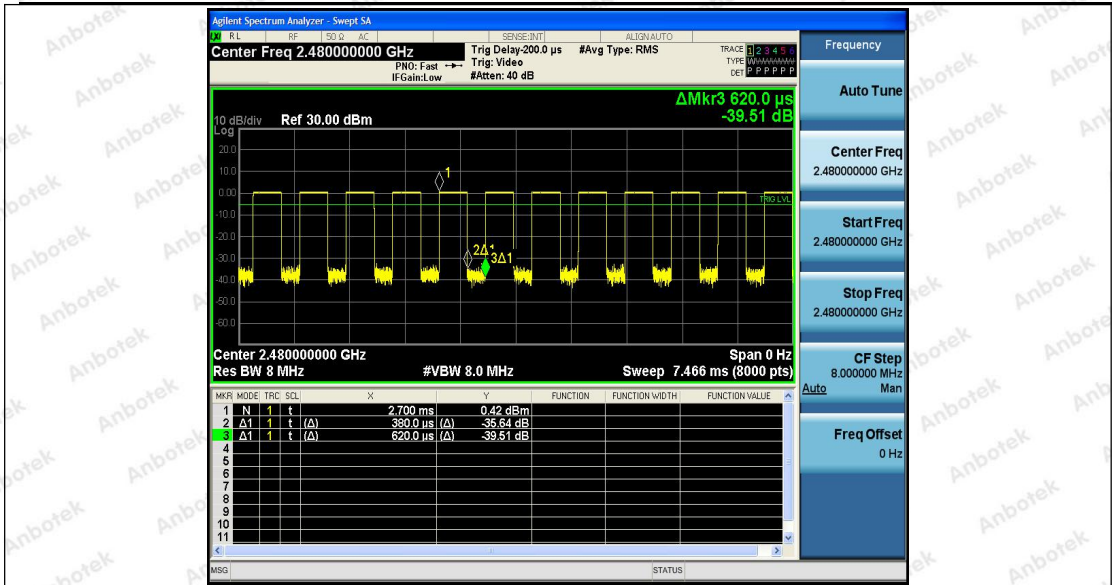 Agilent Spectrum Analyzer - Swept SA
LXI RL RF 50 Ω AC SENSE:INT ALIGN AUTO
Center Freq 2.480000000 GHz
PNO: Fast
IFGain:Low
Trig Delay-200.0 µs
Trig: Video
#Atten: 40 dB
#Avg Type: RMS
TRACE 1 2 3 4 5 6
TYPE WWWWWW
DET P P P P P P
ΔMkr3 620.0 µs
-39.51 dB
10 dB/div Ref 30.00 dBm
Log
20.0
10.0
0.00
-10.0
-20.0
-30.0
-40.0
-50.0
-60.0
1
TRIG LVL
2Δ1
3Δ1
Center 2.480000000 GHz Span 0 Hz
Res BW 8 MHz #VBW 8.0 MHz Sweep 7.466 ms (8000 pts)
MKR MODE TRC SCL X Y FUNCTION FUNCTION WIDTH FUNCTION VALUE
1 N 1 t 2.700 ms 0.42 dBm
2 Δ1 1 t (Δ) 380.0 µs (Δ) -35.64 dB
3 Δ1 1 t (Δ) 620.0 µs (Δ) -39.51 dB
4
5
6
7
8
9
10
11
MSG STATUS
Frequency
Auto Tune
Center Freq
2.480000000 GHz
Start Freq
2.480000000 GHz
Stop Freq
2.480000000 GHz
CF Step
8.000000 MHz
Auto Man
Freq Offset
0 Hz
Anbotek